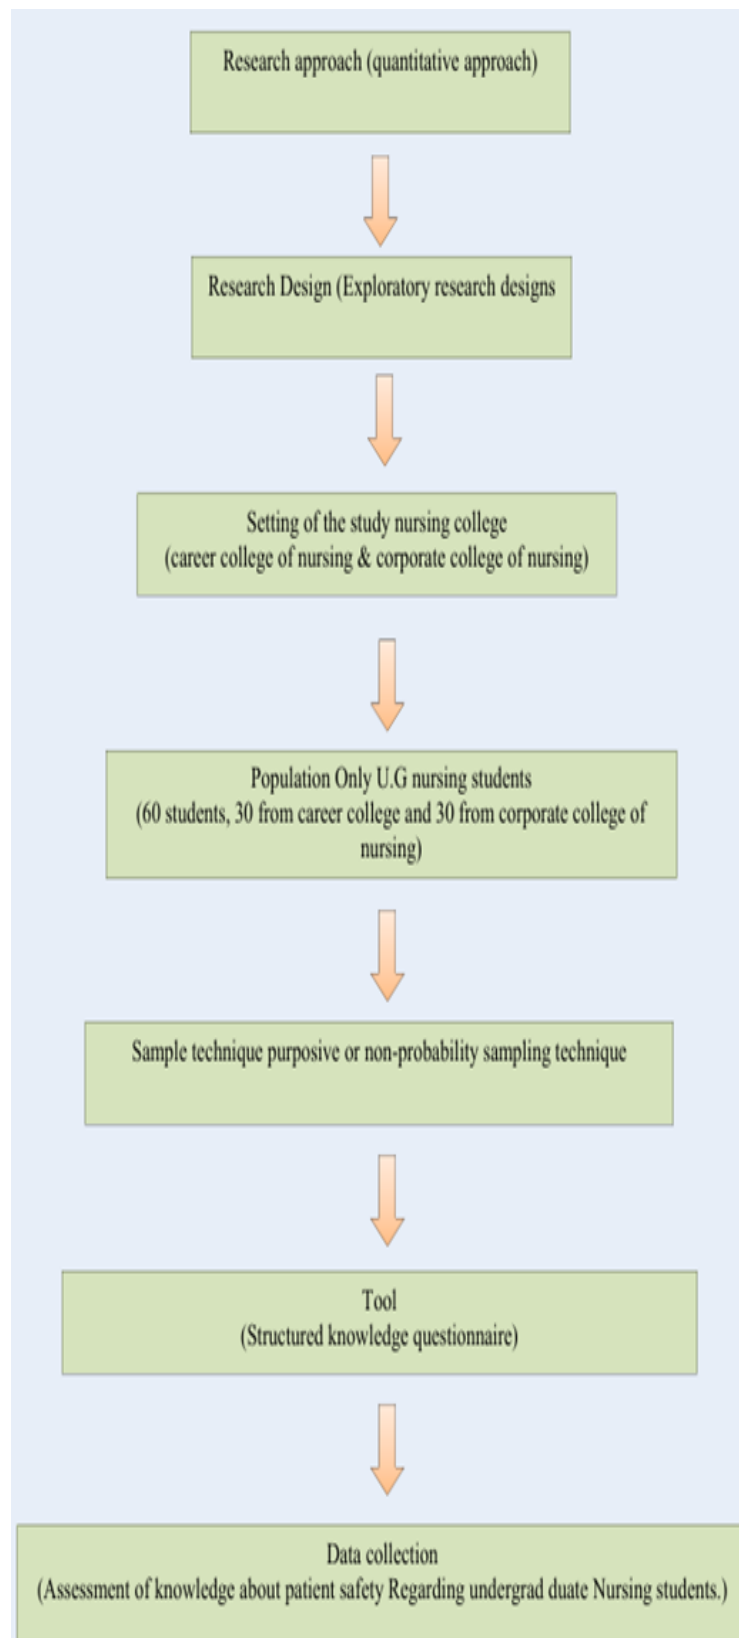 Research approach (quantitative approach)
Research Design (Exploratory research designs
Setting of the study nursing college
(career college of nursing & corporate college of nursing)
Population Only U.G nursing students
(60 students, 30 from career college and 30 from corporate college of
nursing)
Sample technique purposive or non-probability sampling technique
Tool
(Structured knowledge questionnaire)
Data collection
(Assessment of knowledge about patient safety Regarding undergrad duate Nursing students.)